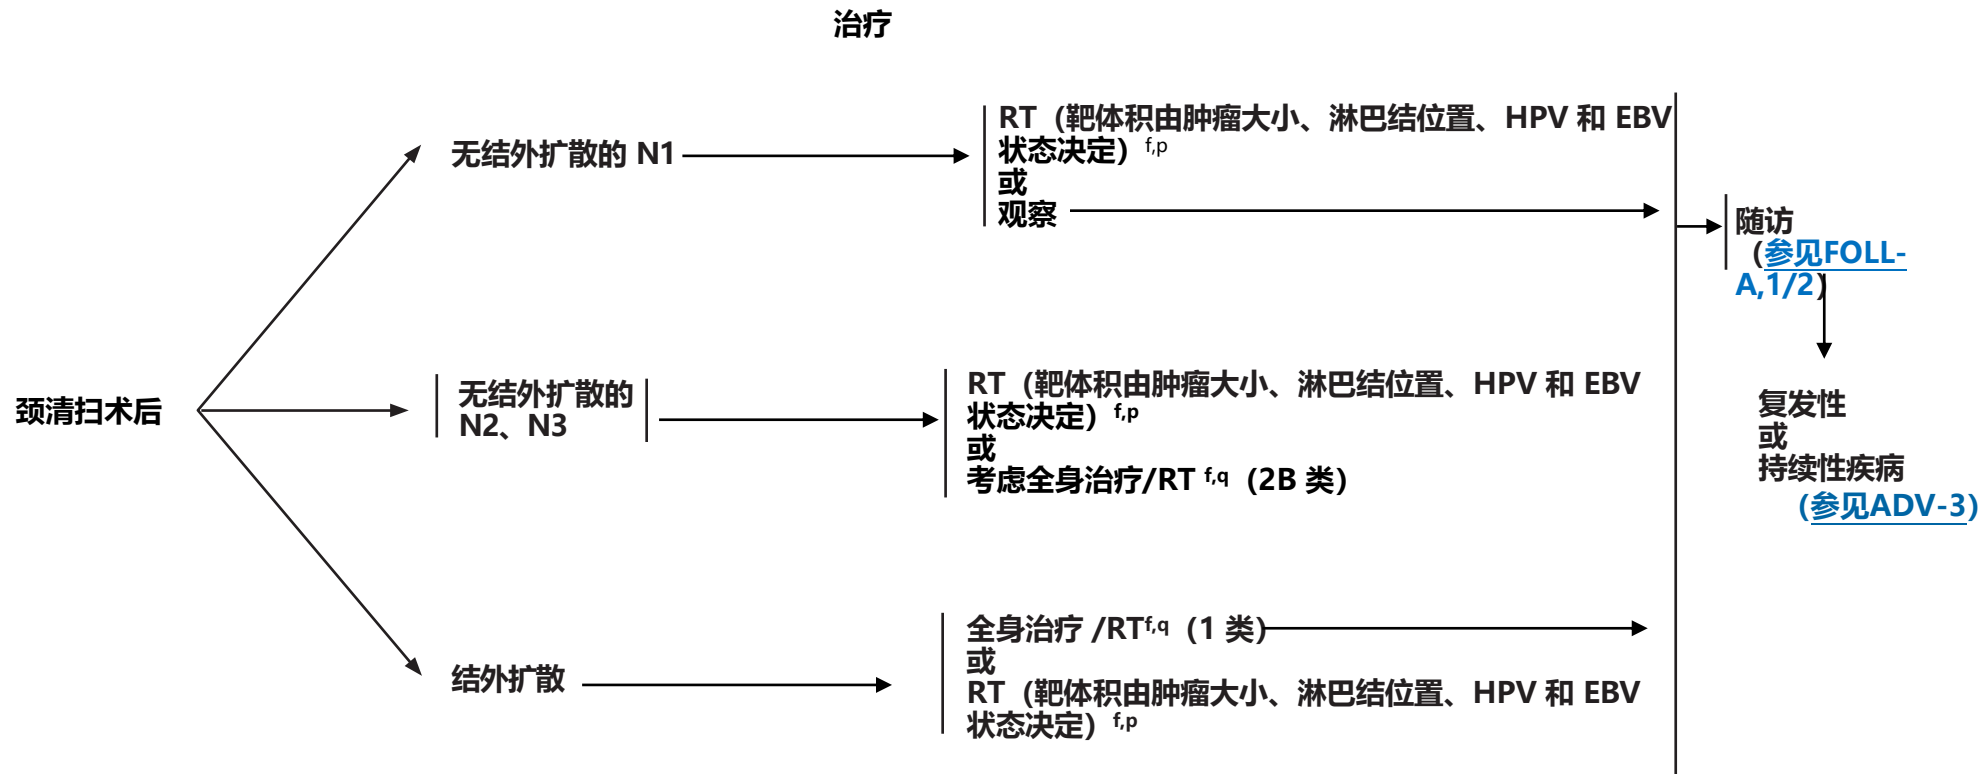 治疗
颈清扫术后
无结外扩散的 N1
RT（靶体积由肿瘤大小、淋巴结位置、HPV 和 EBV
状态决定）f,p
或
观察
无结外扩散的
N2、N3
RT（靶体积由肿瘤大小、淋巴结位置、HPV 和 EBV
状态决定）f,p
或
考虑全身治疗/RT f,q（2B 类）
结外扩散
全身治疗 /RTf,q（1 类）
或
RT（靶体积由肿瘤大小、淋巴结位置、HPV 和 EBV
状态决定）f,p
随访
（参见FOLL-
A,1/2）
复发性
或
持续性疾病
（参见ADV-3）